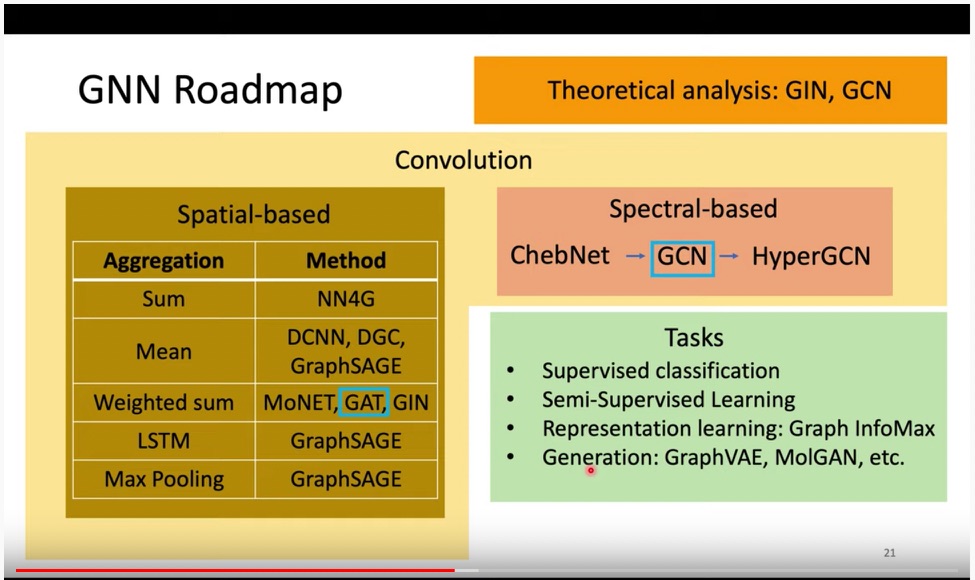 GNN Roadmap
Theoretical analysis: GIN, GCN
Convolution
Spatial-based
Aggregation Method
Sum NN4G
Mean DCNN, DGC,
GraphSAGE
Weighted sum MoNET, GAT, GIN
LSTM GraphSAGE
Max Pooling GraphSAGE
Spectral-based
ChebNet → GCN → HyperGCN
Tasks
• Supervised classification
• Semi-Supervised Learning
• Representation learning: Graph InfoMax
• Generation: GraphVAE, MolGAN, etc.
21